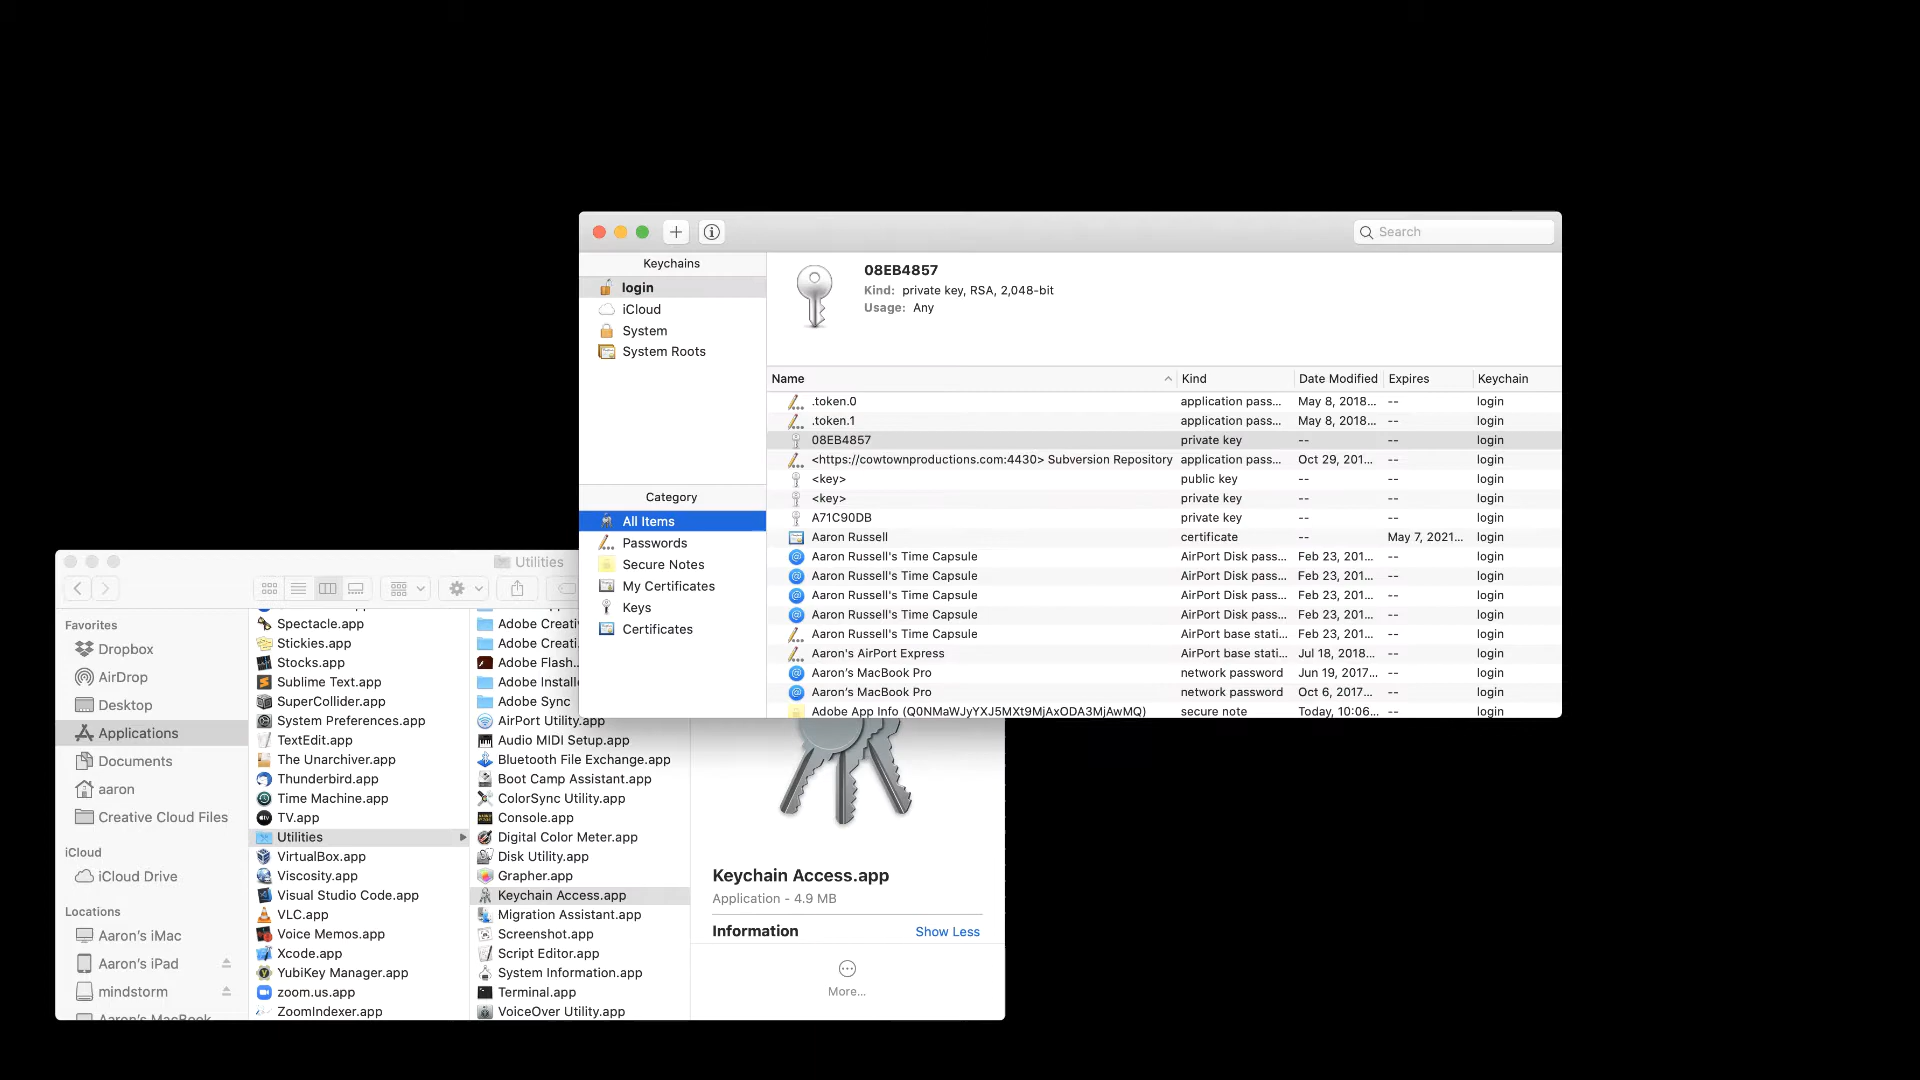 Search
Keychains
login
iCloud
System
System Roots
08EB4857
Kind: private key, RSA, 2,048-bit
Usage: Any
Name Kind Date Modified Expires Keychain
.token.0 application pass... May 8, 2018... -- login
.token.1 application pass... May 8, 2018... -- login
08EB4857 private key -- -- login
<https://cowtownproductions.com:4430> Subversion Repository application pass... Oct 29, 201... -- login
<key> public key -- -- login
<key> private key -- -- login
A71C90DB private key -- -- login
Aaron Russell certificate -- May 7, 2021... login
Aaron Russell's Time Capsule AirPort Disk pass... Feb 23, 201... -- login
Aaron Russell's Time Capsule AirPort Disk pass... Feb 23, 201... -- login
Aaron Russell's Time Capsule AirPort Disk pass... Feb 23, 201... -- login
Aaron Russell's Time Capsule AirPort Disk pass... Feb 23, 201... -- login
Aaron Russell's Time Capsule AirPort base stati... Feb 23, 201... -- login
Aaron's AirPort Express AirPort base stati... Jul 18, 2018... -- login
Aaron's MacBook Pro network password Jun 19, 2017... -- login
Aaron's MacBook Pro network password Oct 6, 2017... -- login
Adobe App Info (Q0NMaWJyYXJ5MXt9MjAxODA3MjAwMQ) secure note Today, 10:06... -- login
Category
All Items
Passwords
Secure Notes
My Certificates
Keys
Certificates
Utilities
Favorites
Dropbox
AirDrop
Desktop
Applications
Documents
aaron
Creative Cloud Files
iCloud
iCloud Drive
Locations
Aaron's iMac
Aaron's iPad
mindstorm
Aaron's MacBook
Spectacle.app
Stickies.app
Stocks.app
Sublime Text.app
SuperCollider.app
System Preferences.app
TextEdit.app
The Unarchiver.app
Thunderbird.app
Time Machine.app
TV.app
Utilities
VirtualBox.app
Viscosity.app
Visual Studio Code.app
VLC.app
Voice Memos.app
Xcode.app
YubiKey Manager.app
zoom.us.app
ZoomIndexer.app
Adobe Creati
Adobe Creati.
Adobe Flash..
Adobe Installe
Adobe Sync
AirPort Utility.app
Audio MIDI Setup.app
Bluetooth File Exchange.app
Boot Camp Assistant.app
ColorSync Utility.app
Console.app
Digital Color Meter.app
Disk Utility.app
Grapher.app
Keychain Access.app
Migration Assistant.app
Screenshot.app
Script Editor.app
System Information.app
Terminal.app
VoiceOver Utility.app
Keychain Access.app
Application - 4.9 MB
Information Show Less
More...